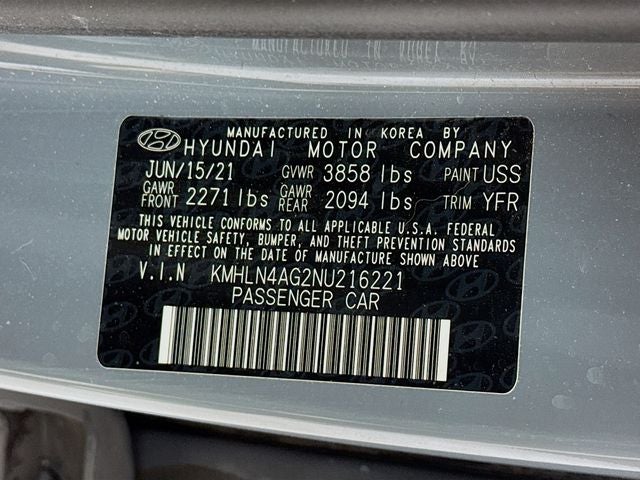 MANUFACTURED IN KOREA BY
HYUNDAI MOTOR COMPANY
JUN/15/21 GVWR 3858 lbs PAINT USS
GAWR FRONT 2271 lbs GAWR REAR 2094 lbs TRIM YFR
THIS VEHICLE CONFORMS TO ALL APPLICABLE U.S.A. FEDERAL
MOTOR VEHICLE SAFETY, BUMPER, AND THEFT PREVENTION STANDARDS
IN EFFECT ON THE DATE OF MANUFACTURE SHOWN ABOVE
V.I.N KMHLN4AG2NU216221
PASSENGER CAR